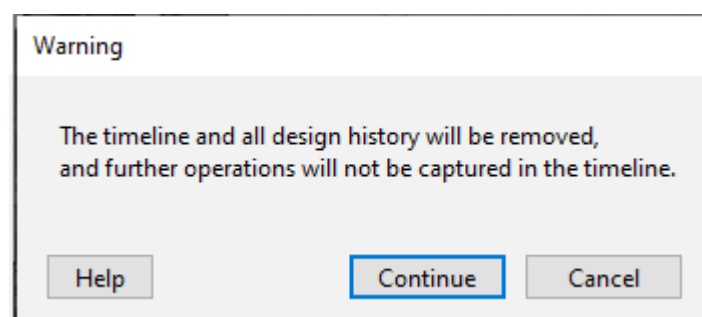 Warning
The timeline and all design history will be removed,
and further operations will not be captured in the timeline.
Help Continue Cancel